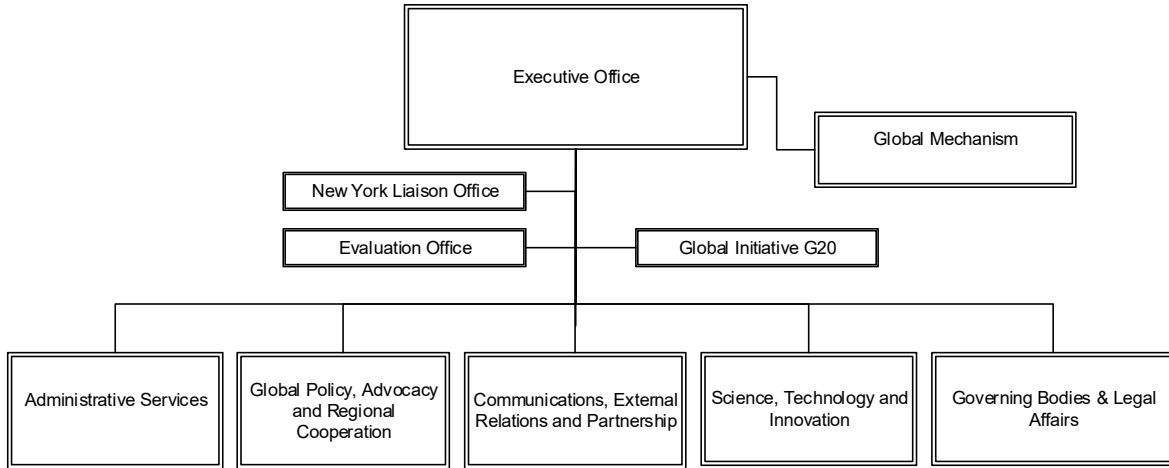 Executive Office
Global Mechanism
New York Liaison Office
Evaluation Office
Global Initiative G20
Administrative Services
Global Policy, Advocacy
and Regional
Cooperation
Communications, External
Relations and Partnership
Science, Technology and
Innovation
Governing Bodies & Legal
Affairs